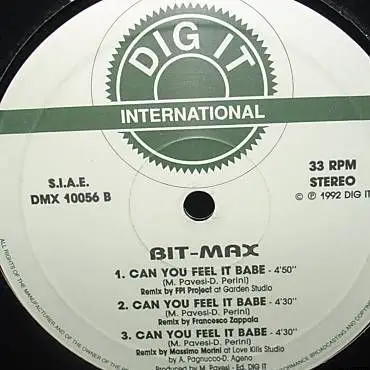 DIG IT
INTERNATIONAL
S.I.A.E.
DMX 10056 B
33 RPM
STEREO
© ℗ 1992 DIG IT
BIT-MAX
1. CAN YOU FEEL IT BABE - 4'50"
(M. Pavesi-D. Perini)
Remix by FPI Project at Garden Studio
2. CAN YOU FEEL IT BABE - 4'30"
(M. Pavesi-D. Perini)
Remix by Francesco Zappala
3. CAN YOU FEEL IT BABE - 4'30"
(M. Pavesi-D. Perini)
Remix by Massimo Morini at Love Kills Studio
by A. Pagnucco-D. Ageno
Produced by M. Pavesi - Ed. DIG IT
ALL RIGHTS OF THE MANUFACTURER AND OF THE OWNER OF THE
PERFORMANCE BROADCASTING AND